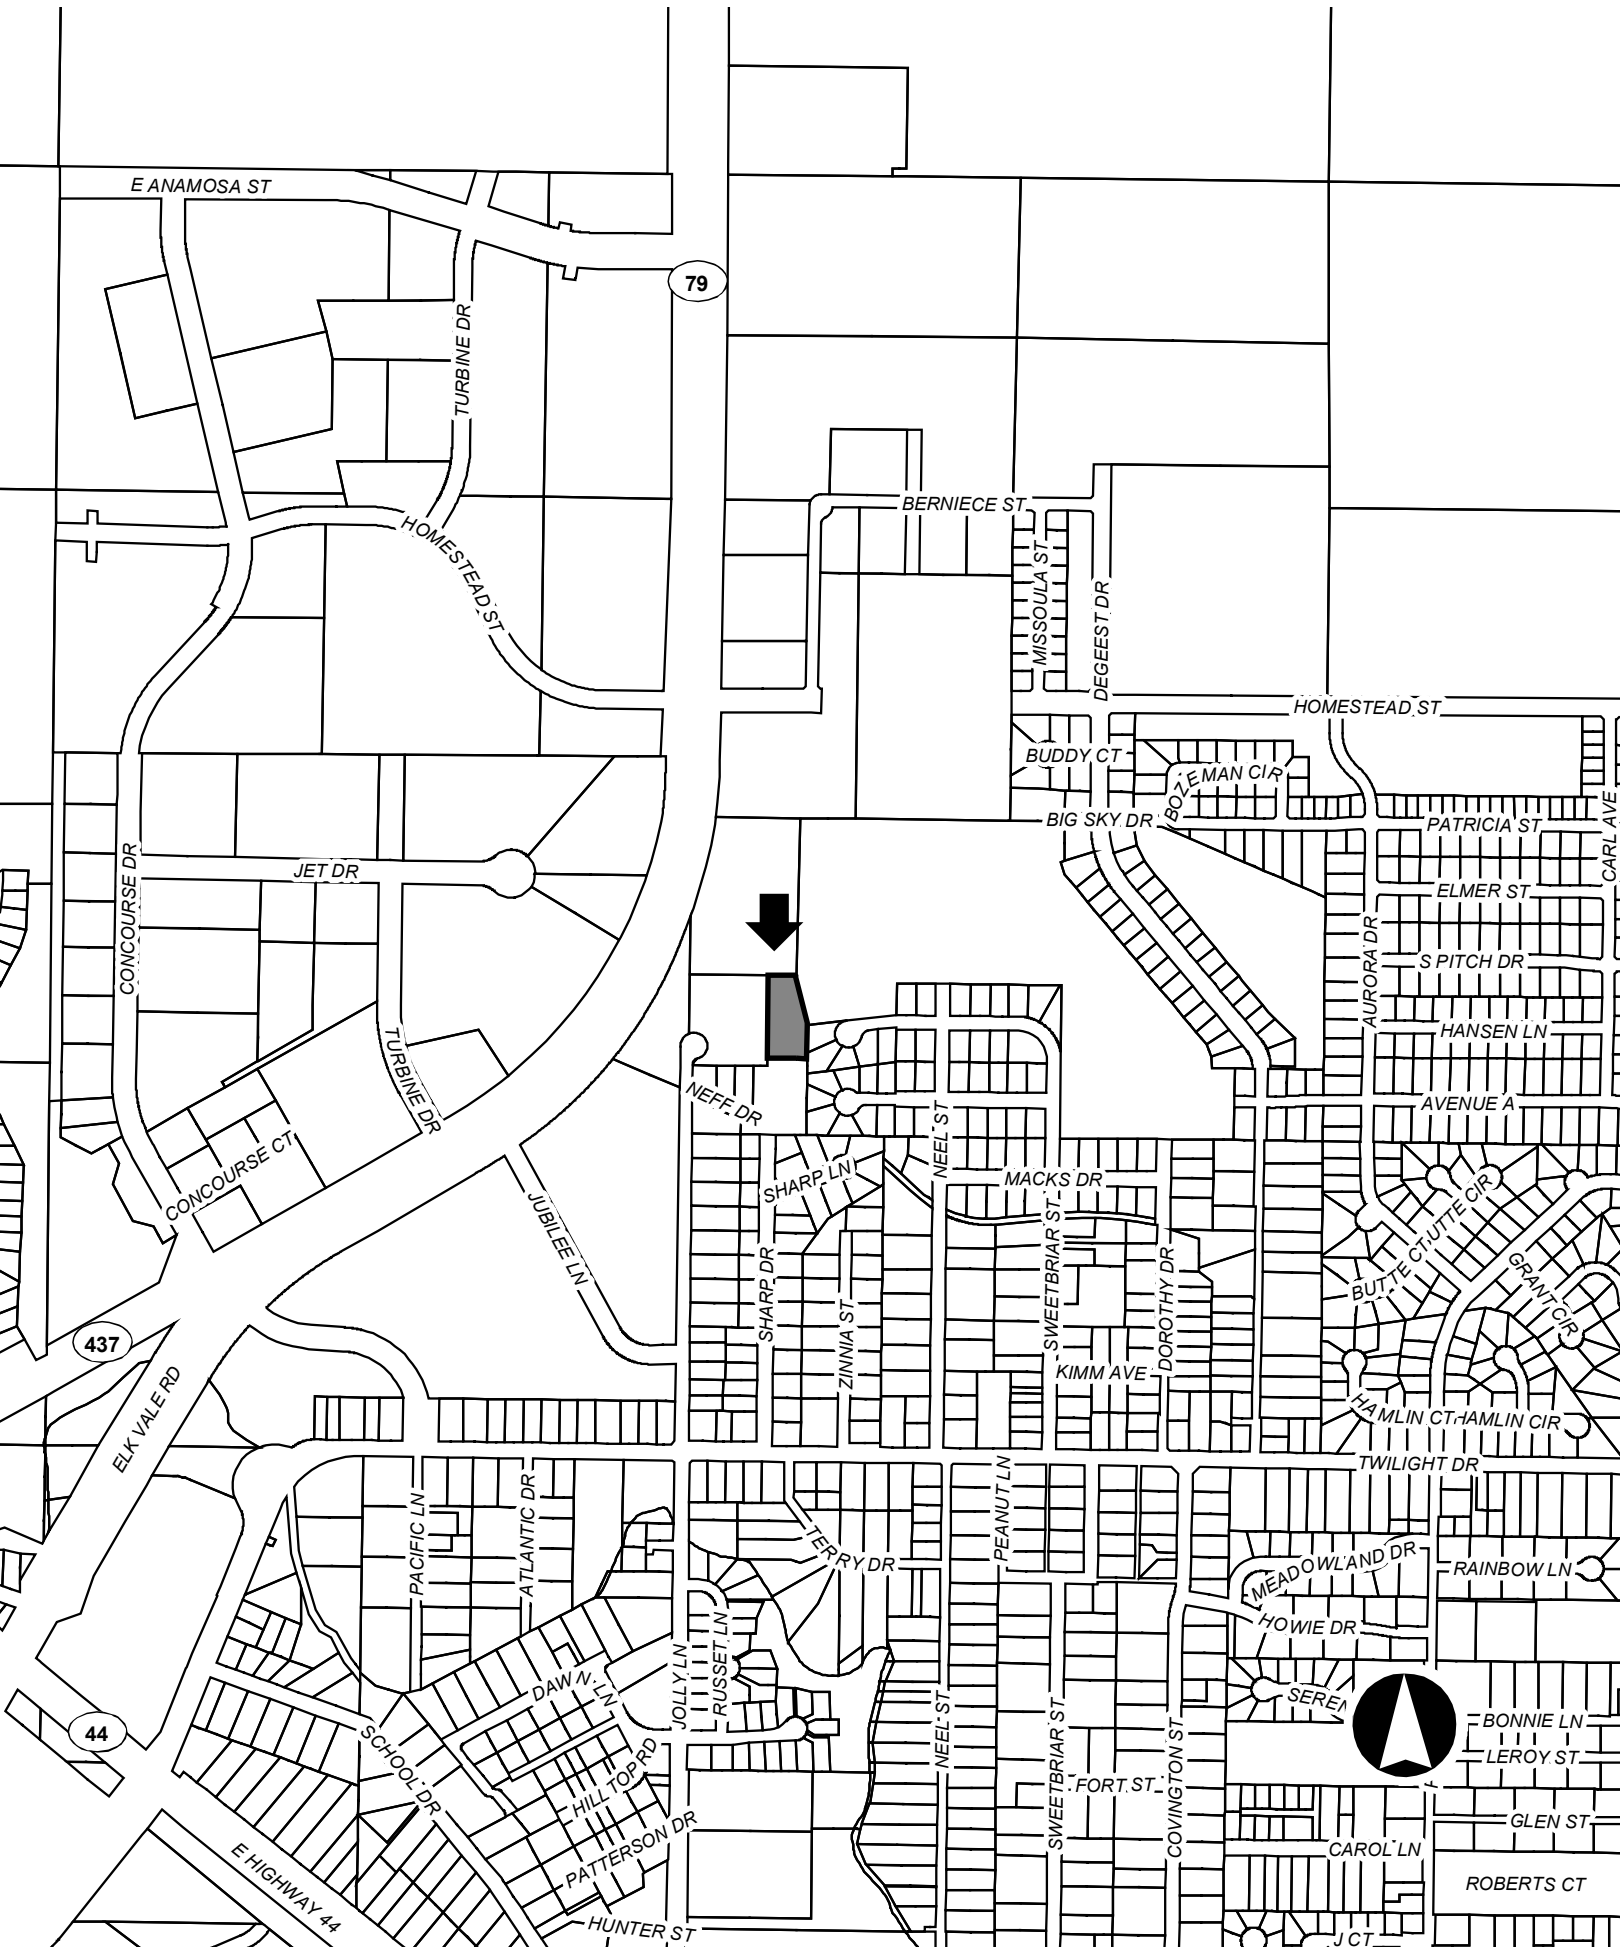 E ANAMOSA ST
79
TURBINE DR
BERNIECE ST
HOMESTEAD ST
MISSOULA ST
DEGEEST DR
HOMESTEAD ST
BUDDY CT
BOZEMAN CIR
BIG SKY DR
PATRICIA ST
CARL AVE
JET DR
CONCOURSE DR
ELMER ST
AURORA DR
S PITCH DR
HANSEN LN
TURBINE DR
NEFF DR
AVENUE A
NEEL ST
CONCOURSE CT
SHARP LN
MACKS DR
JUBILEE LN
SHARP DR
ZINNIA ST
SWEETBRIAR ST
DOROTHY DR
BUTTE CT
UTTE CIR
GRANT CIR
437
KIMM AVE
ELK VALE RD
HAMLIN CT
HAMLIN CIR
TWILIGHT DR
PACIFIC LN
ATLANTIC DR
PEANUT LN
TERRY DR
MEADOWLAND DR
RAINBOW LN
HOWIE DR
DAWN LN
JOLLY LN
RUSSET LN
SEREN
44
SCHOOL DR
HILL TOP RD
NEEL ST
SWEETBRIAR ST
COVINGTON ST
BONNIE LN
LEROY ST
FORT ST
PATTERSON DR
GLEN ST
CAROL LN
E HIGHWAY 44
ROBERTS CT
HUNTER ST
J CT